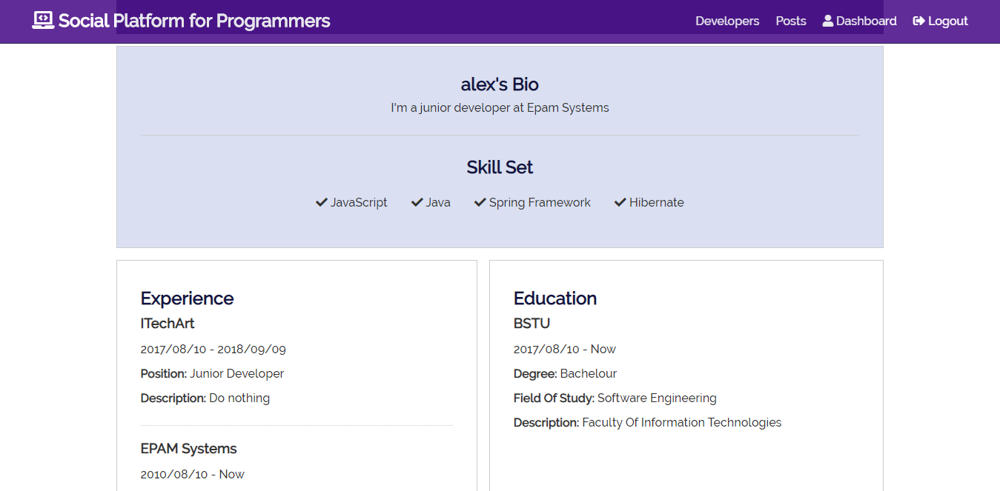 Social Platform for Programmers
Developers Posts Dashboard Logout
alex's Bio
I'm a junior developer at Epam Systems
Skill Set
JavaScript Java Spring Framework Hibernate
Experience
ITechArt
2017/08/10 - 2018/09/09
Position: Junior Developer
Description: Do nothing
EPAM Systems
2010/08/10 - Now
Education
BSTU
2017/08/10 - Now
Degree: Bachelour
Field Of Study: Software Engineering
Description: Faculty Of Information Technologies